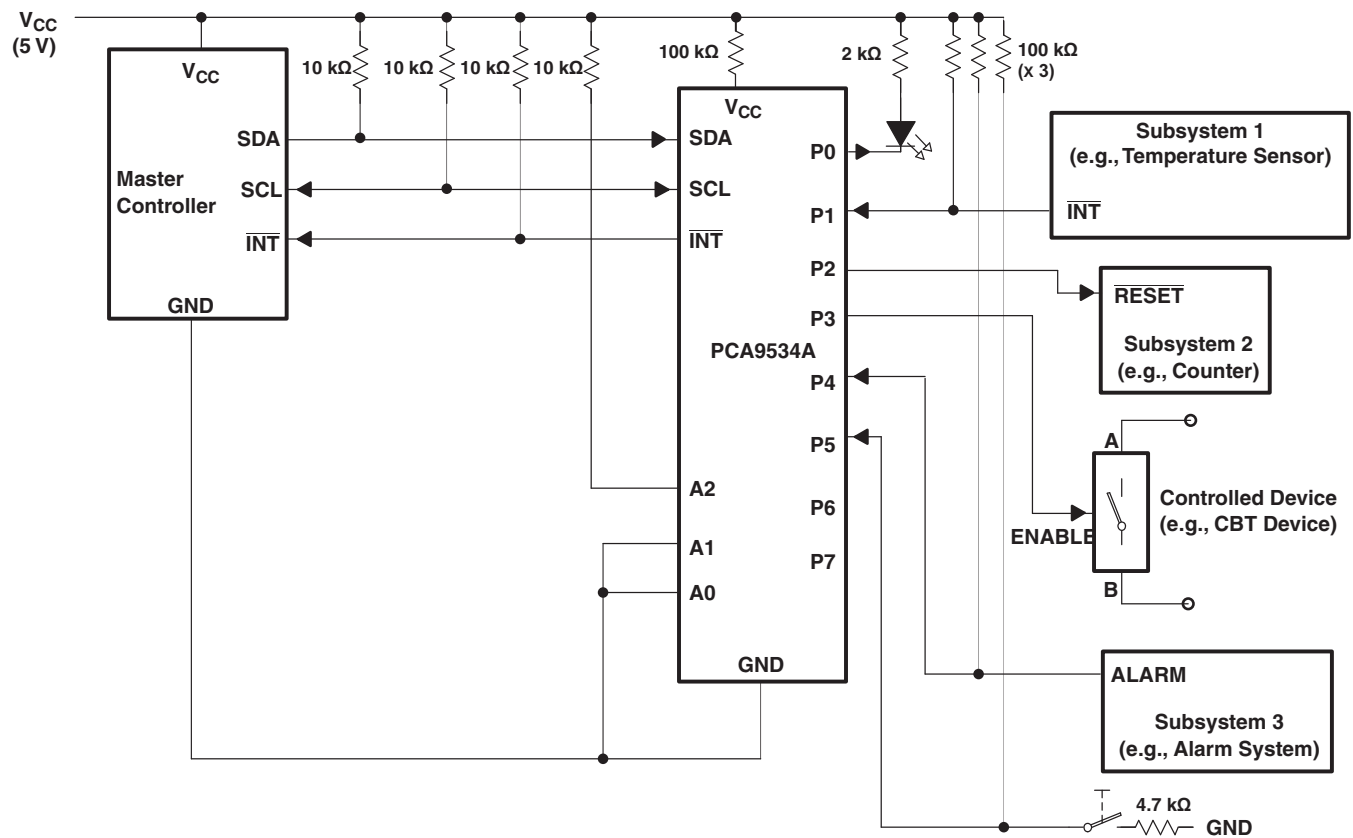 V_CC
(5 V)
V_CC
10 kΩ
10 kΩ
10 kΩ
10 kΩ
100 kΩ
2 kΩ
100 kΩ
(x 3)
Master
Controller
SDA
SCL
INT
GND
V_CC
SDA
SCL
INT
PCA9534A
A2
A1
A0
GND
P0
P1
P2
P3
P4
P5
P6
P7
Subsystem 1
(e.g., Temperature Sensor)
INT
RESET
Subsystem 2
(e.g., Counter)
A
Controlled Device
(e.g., CBT Device)
ENABLE
B
ALARM
Subsystem 3
(e.g., Alarm System)
4.7 kΩ
GND